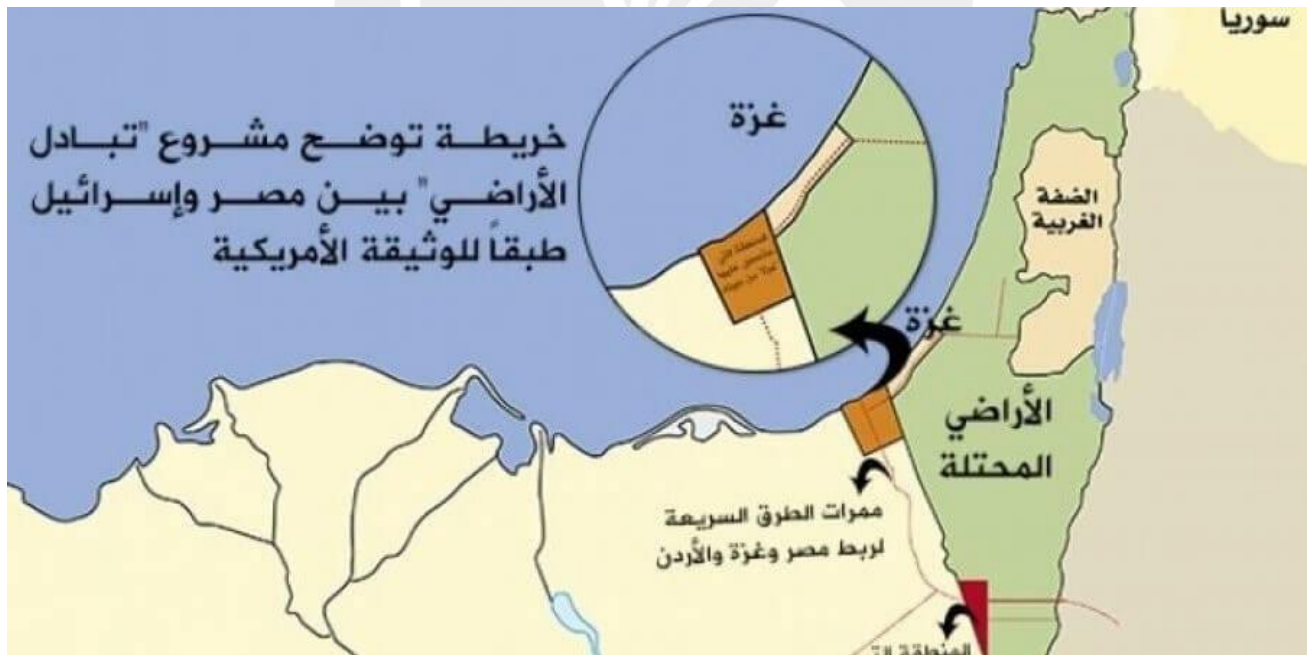 سوريا
غزة
خريطة توضح مشروع "تبادل
الأراضي" بين مصر وإسرائيل
طبقاً للوثيقة الأمريكية
الضفة
الغربية
غزة
الأراضي
المحتلة
ممرات الطرق السريعة
لربط مصر وغزة والأردن
المنطقة